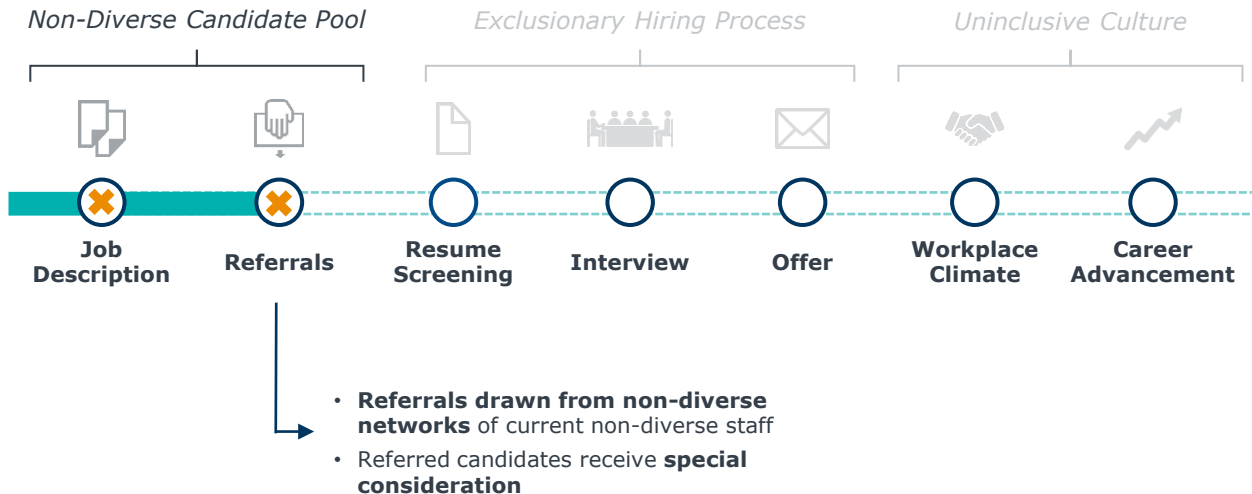 Non-Diverse Candidate Pool
Exclusionary Hiring Process
Uninclusive Culture
Job
Description
Referrals
Resume
Screening
Interview
Offer
Workplace
Climate
Career
Advancement
• Referrals drawn from non-diverse
networks of current non-diverse staff
• Referred candidates receive special
consideration